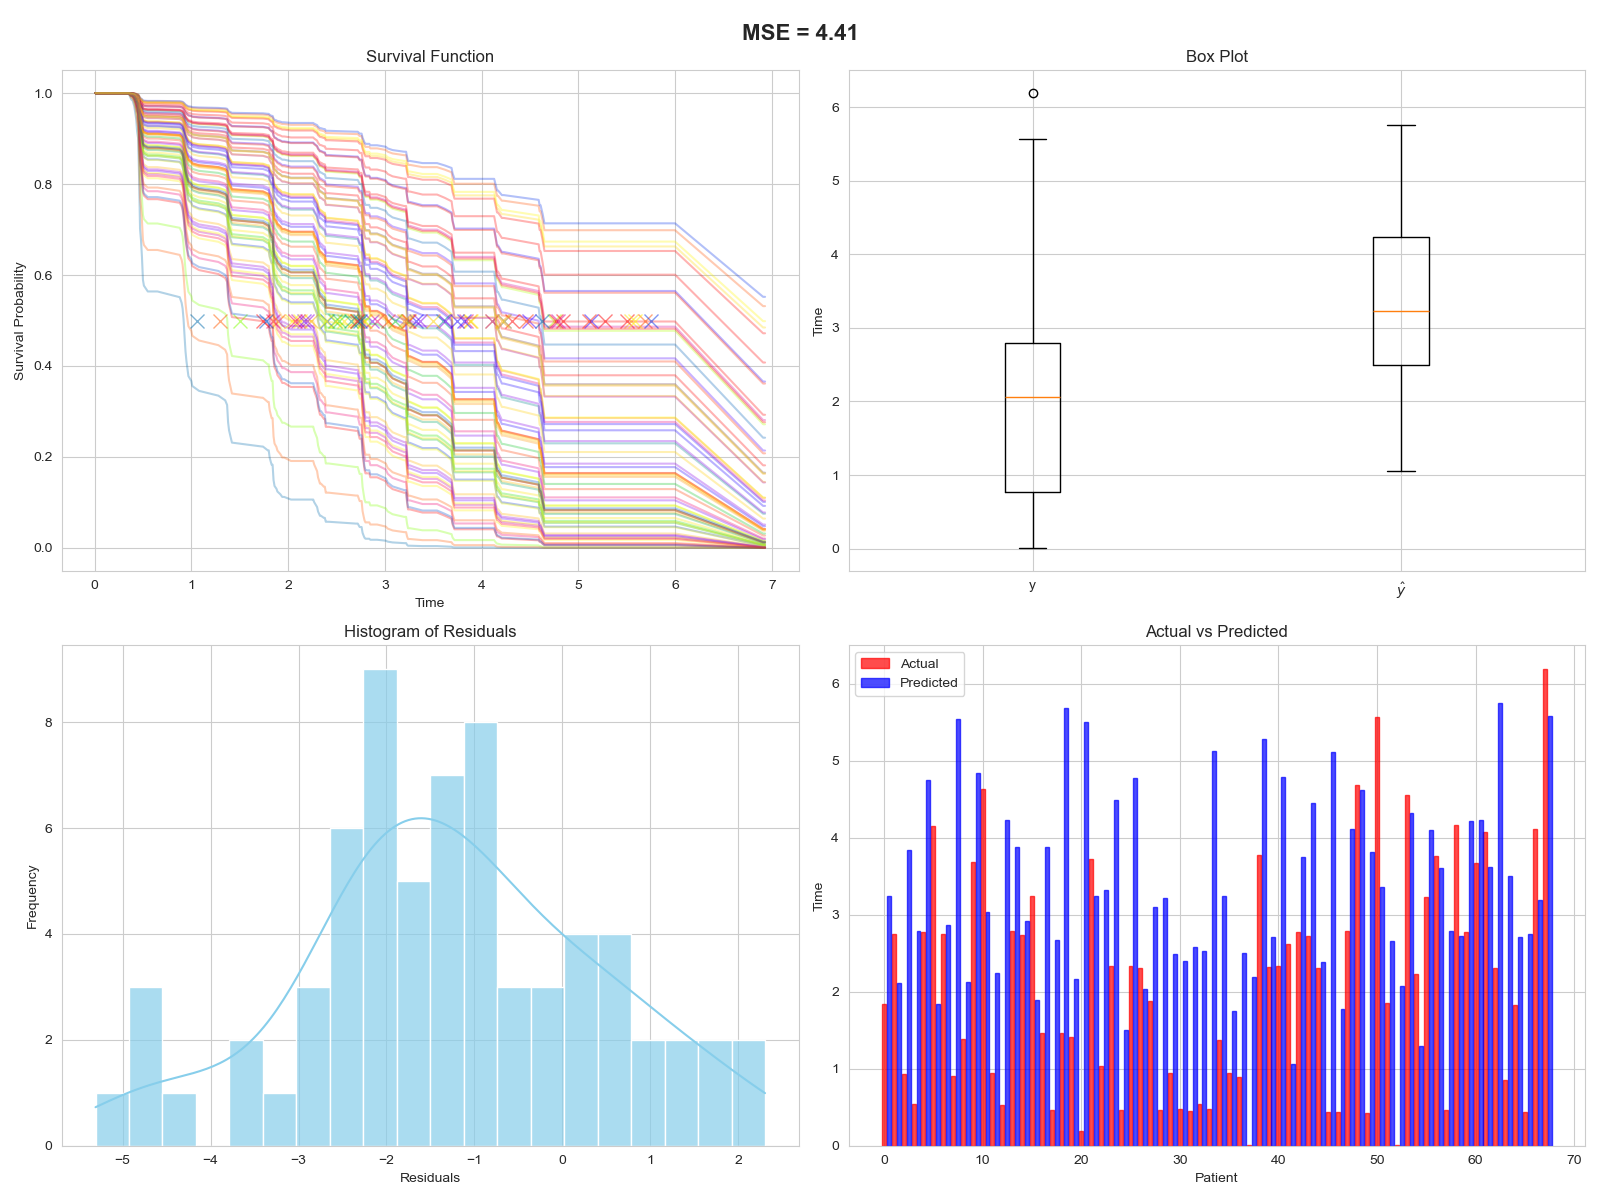 MSE = 4.41
Survival Function
Survival Probability
1.0
0.8
0.6
0.4
0.2
0.0
0 1 2 3 4 5 6 7
Time
Box Plot
Time
6
5
4
3
2
1
0
y ŷ
Histogram of Residuals
Frequency
8
6
4
2
0
−5 −4 −3 −2 −1 0 1 2
Residuals
Actual vs Predicted
Actual
Predicted
Time
6
5
4
3
2
1
0
0 10 20 30 40 50 60 70
Patient